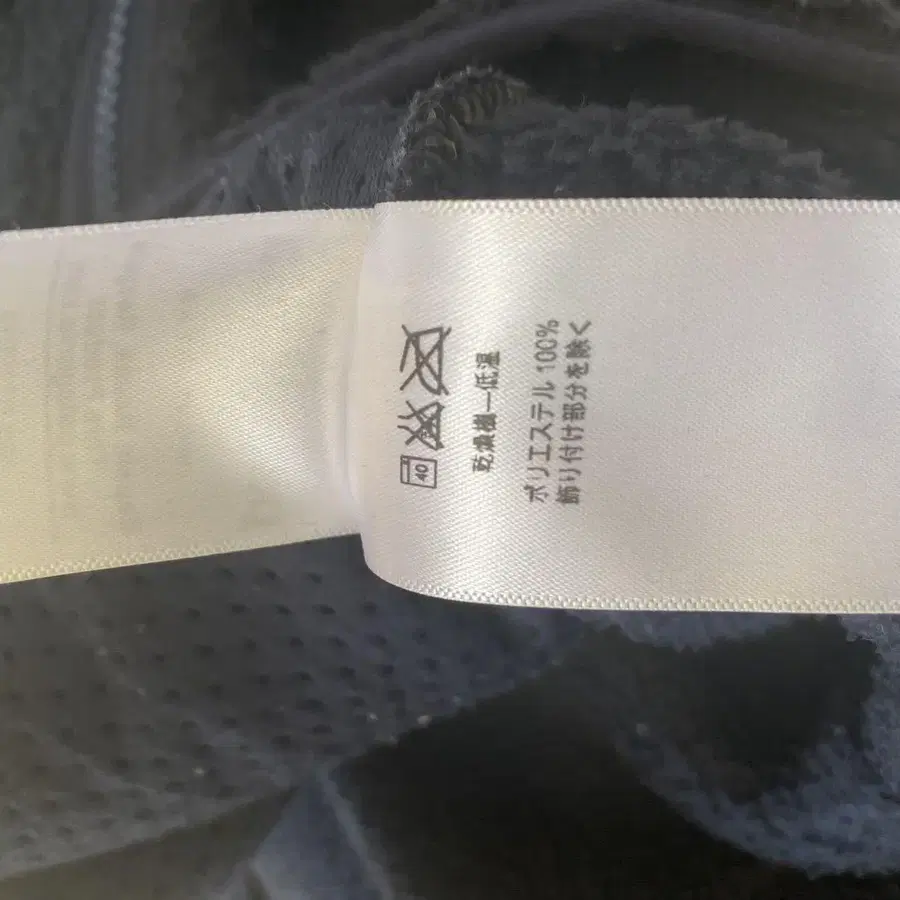 40
乾燥機—低温
ポリエステル 100%
飾り付け部分を除く